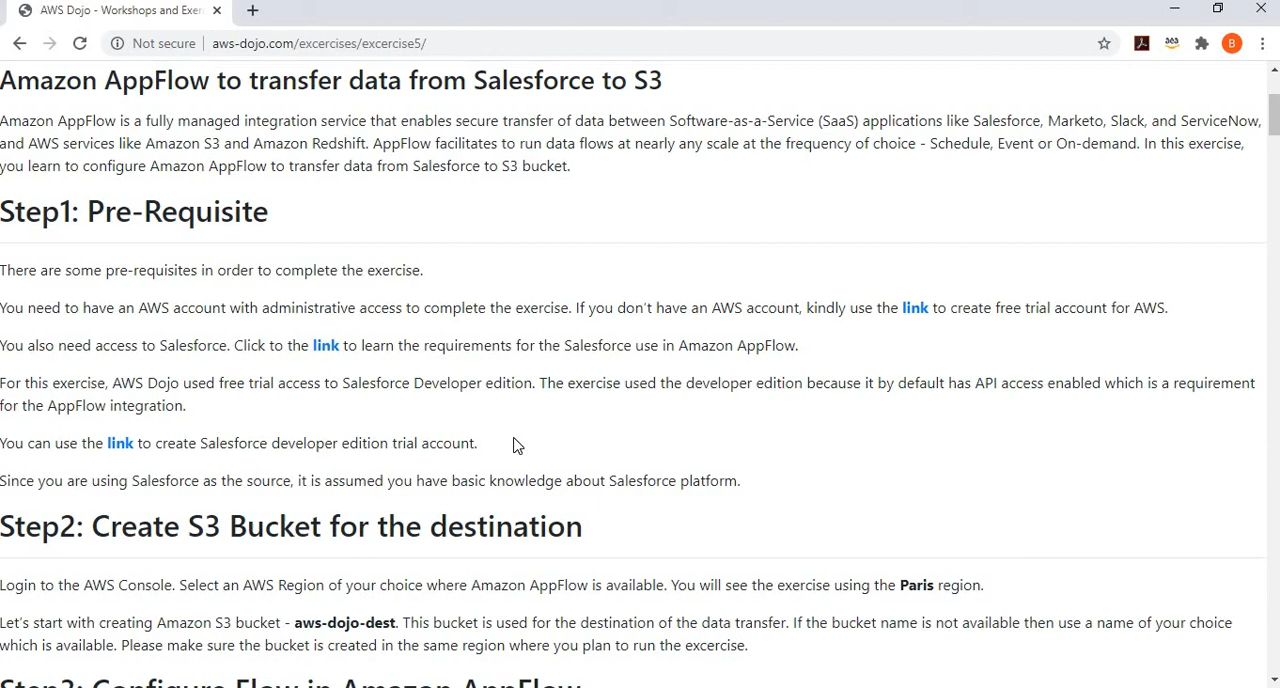 AWS Dojo - Workshops and Exer
Not secure | aws-dojo.com/excercises/excercise5/
B
Amazon AppFlow to transfer data from Salesforce to S3
Amazon AppFlow is a fully managed integration service that enables secure transfer of data between Software-as-a-Service (SaaS) applications like Salesforce, Marketo, Slack, and ServiceNow,
and AWS services like Amazon S3 and Amazon Redshift. AppFlow facilitates to run data flows at nearly any scale at the frequency of choice - Schedule, Event or On-demand. In this exercise,
you learn to configure Amazon AppFlow to transfer data from Salesforce to S3 bucket.
Step1: Pre-Requisite
There are some pre-requisites in order to complete the exercise.
You need to have an AWS account with administrative access to complete the exercise. If you don't have an AWS account, kindly use the link to create free trial account for AWS.
You also need access to Salesforce. Click to the link to learn the requirements for the Salesforce use in Amazon AppFlow.
For this exercise, AWS Dojo used free trial access to Salesforce Developer edition. The exercise used the developer edition because it by default has API access enabled which is a requirement
for the AppFlow integration.
You can use the link to create Salesforce developer edition trial account.
Since you are using Salesforce as the source, it is assumed you have basic knowledge about Salesforce platform.
Step2: Create S3 Bucket for the destination
Login to the AWS Console. Select an AWS Region of your choice where Amazon AppFlow is available. You will see the exercise using the Paris region.
Let's start with creating Amazon S3 bucket - aws-dojo-dest. This bucket is used for the destination of the data transfer. If the bucket name is not available then use a name of your choice
which is available. Please make sure the bucket is created in the same region where you plan to run the excercise.
Step3: Configure Flow in Amazon AppFlow